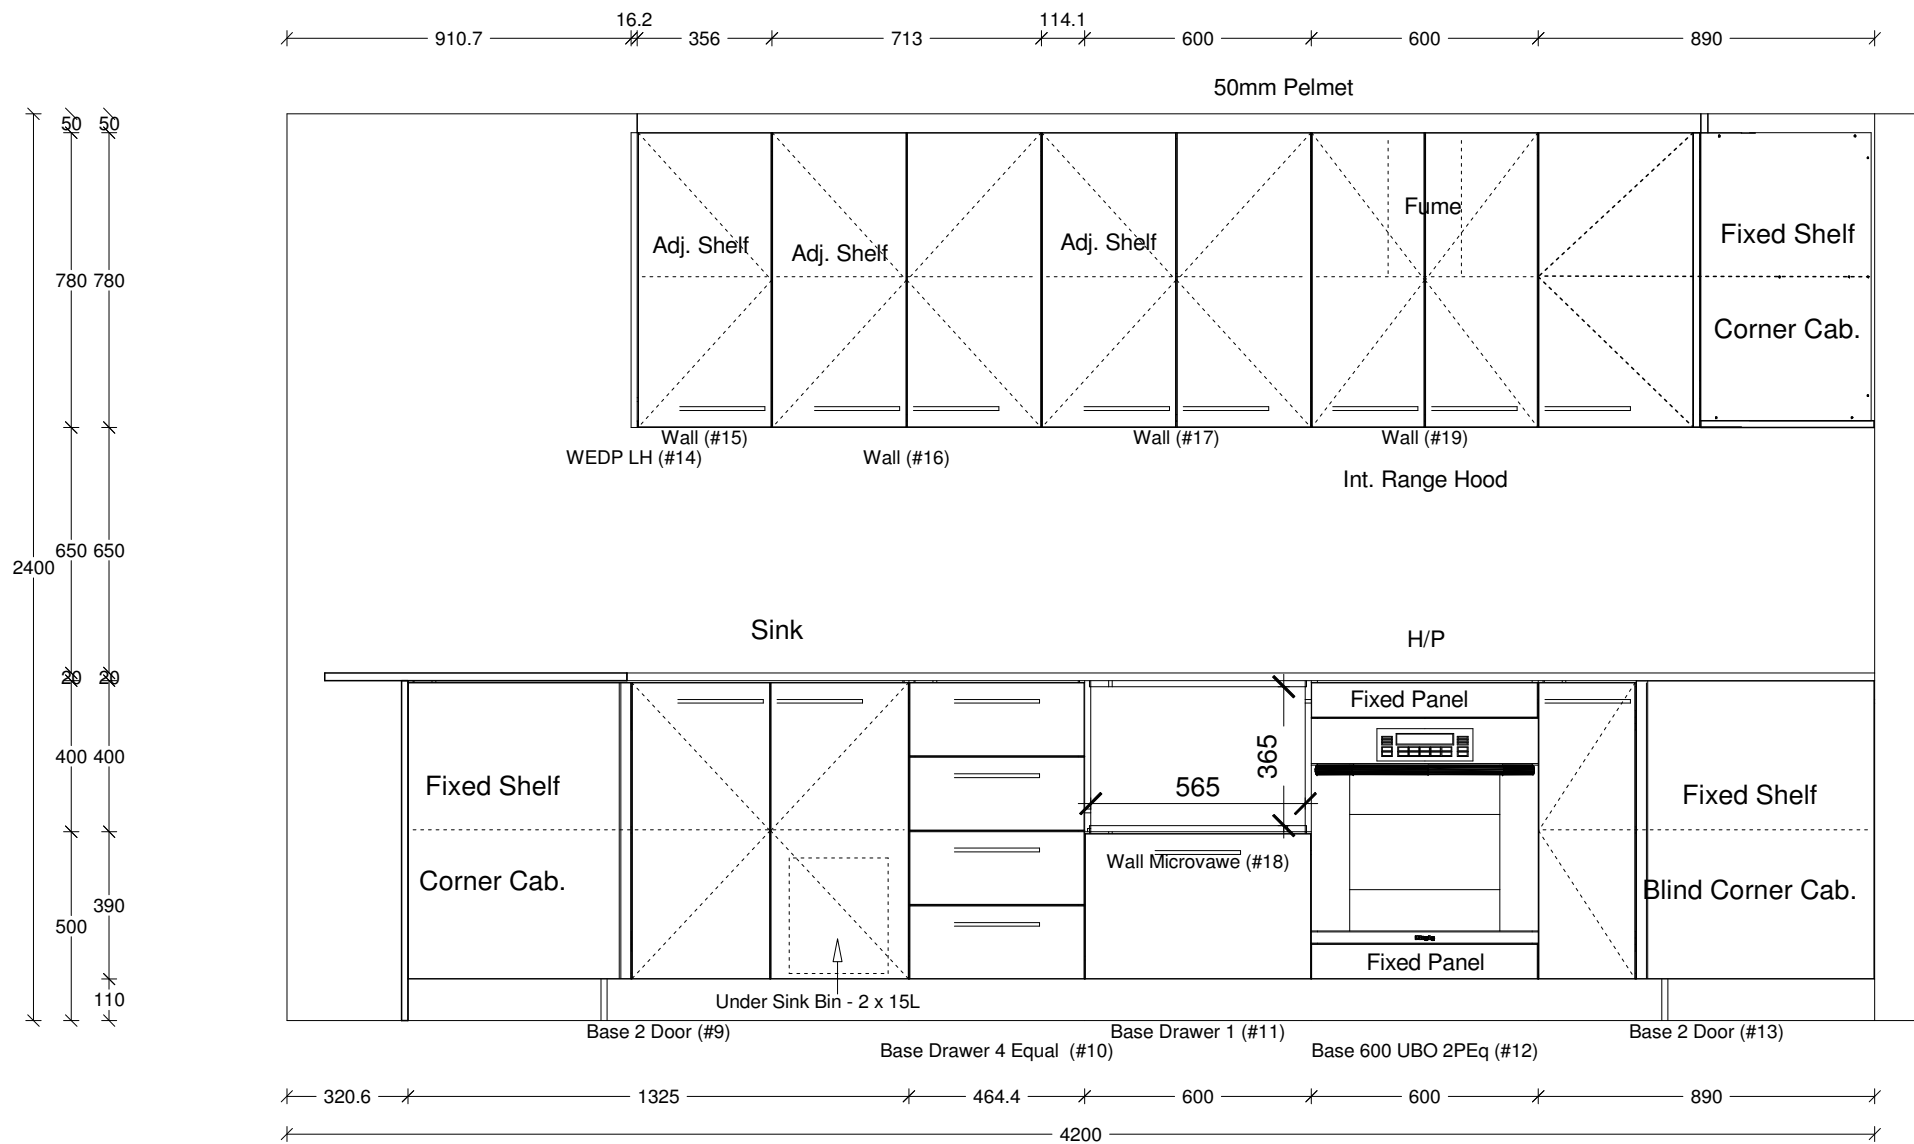 16.2
114.1
910.7
356
713
600
600
890
50mm Pelmet
50 50
Fume
Adj. Shelf
Adj. Shelf
Adj. Shelf
Fixed Shelf
780 780
Corner Cab.
Wall (#15)
Wall (#17)
Wall (#19)
WEDP LH (#14)
Wall (#16)
Int. Range Hood
650 650
2400
Sink
H/P
20 20
Fixed Panel
400 400
365
565
Fixed Shelf
Fixed Shelf
Wall Microvawe (#18)
Corner Cab.
Blind Corner Cab.
390
500
Fixed Panel
110
Under Sink Bin - 2 x 15L
Base 2 Door (#9)
Base Drawer 1 (#11)
Base 2 Door (#13)
Base Drawer 4 Equal (#10)
Base 600 UBO 2PEq (#12)
320.6
1325
464.4
600
600
890
4200